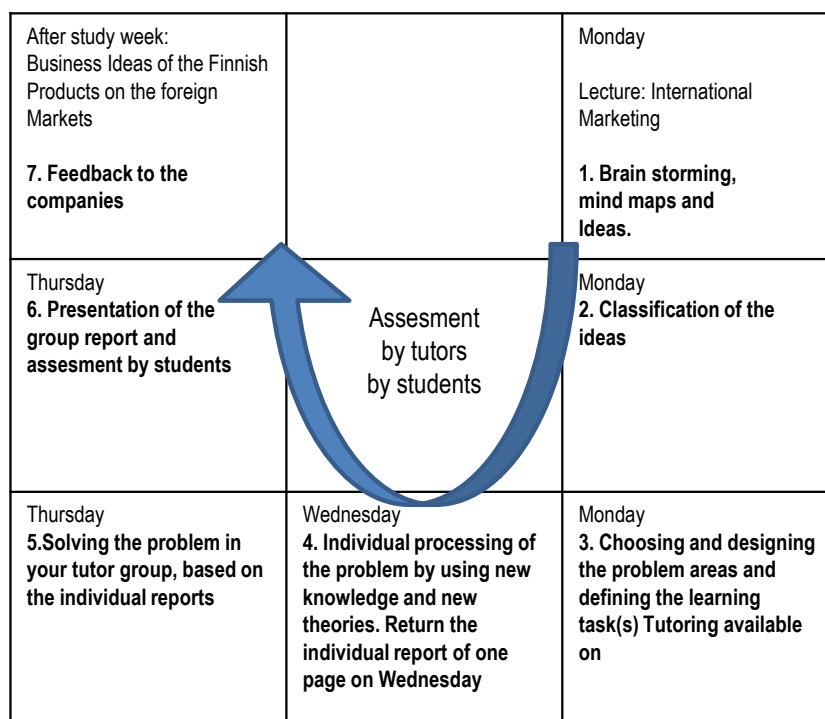 After study week:
Business Ideas of the Finnish
Products on the foreign
Markets
7. Feedback to the
companies
Monday
Lecture: International
Marketing
1. Brain storming,
mind maps and
Ideas.
Thursday
6. Presentation of the
group report and
assesment by students
Assesment
by tutors
by students
Monday
2. Classification of the
ideas
Thursday
5.Solving the problem in
your tutor group, based on
the individual reports
Wednesday
4. Individual processing of
the problem by using new
knowledge and new
theories. Return the
individual report of one
page on Wednesday
Monday
3. Choosing and designing
the problem areas and
defining the learning
task(s) Tutoring available
on